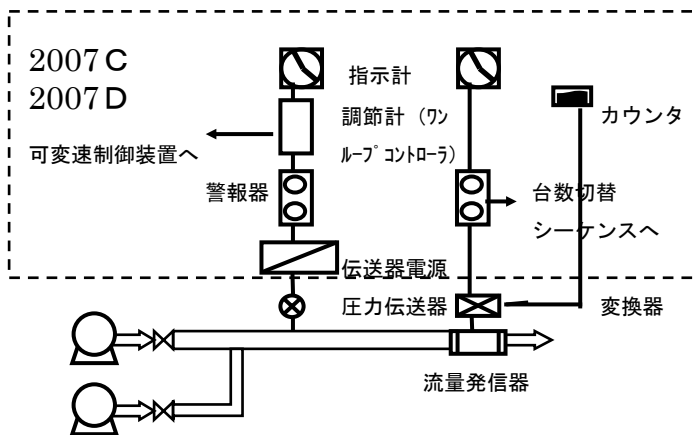 2007C
2007D
指示計
カウンタ
調節計（ワン
ループコントローラ）
可変速制御装置へ
警報器
台数切替
シーケンスへ
伝送器電源
圧力伝送器
変換器
流量発信器